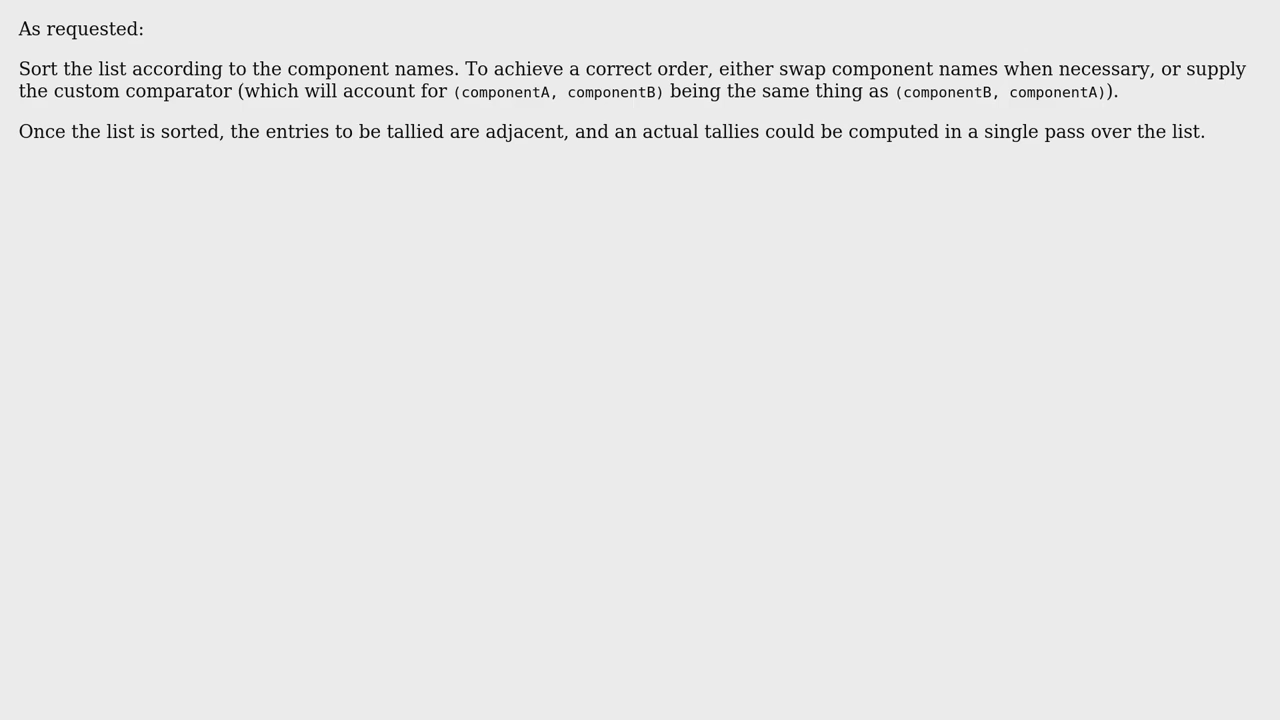 As requested:
Sort the list according to the component names. To achieve a correct order, either swap component names when necessary, or supply
the custom comparator (which will account for (componentA, componentB) being the same thing as (componentB, componentA)).
Once the list is sorted, the entries to be tallied are adjacent, and an actual tallies could be computed in a single pass over the list.